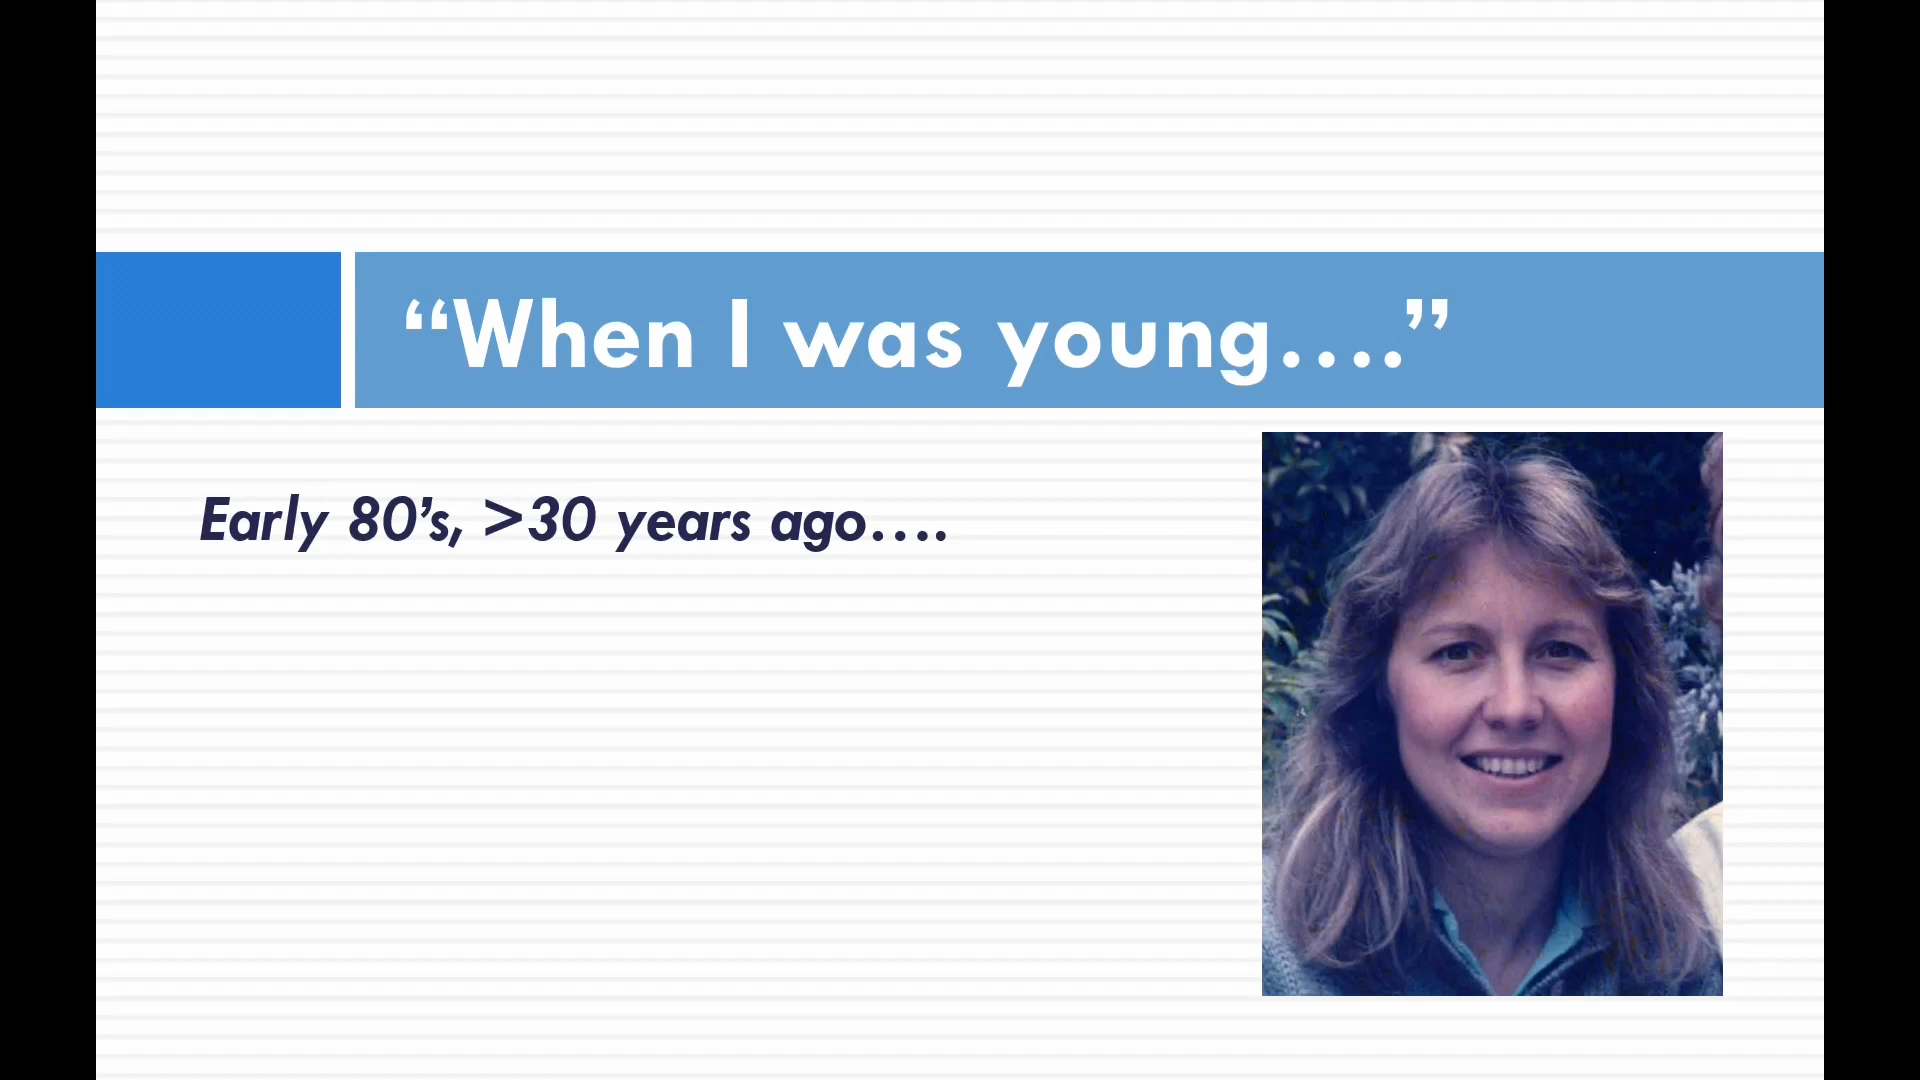 “When I was young….”
Early 80’s, >30 years ago….